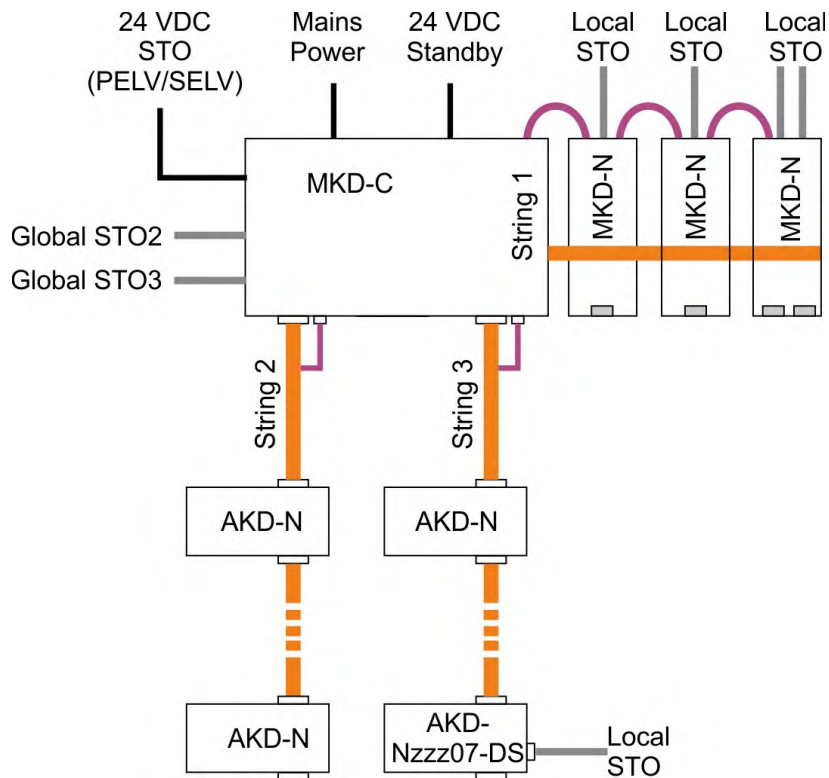 24 VDC
STO
(PELV/SELV)
Mains
Power
24 VDC
Standby
Local
STO
Local
STO
Local
STO
MKD-C
String 1
MKD-N
MKD-N
MKD-N
Global STO2
Global STO3
String 2
String 3
AKD-N
AKD-N
AKD-N
AKD-
Nzzz07-DS
Local
STO